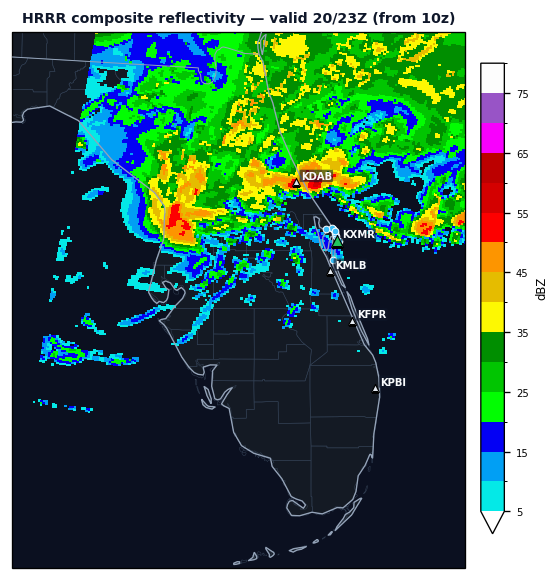 HRRR composite reflectivity — valid 20/23Z (from 10z)
KDAB
KXMR
KMLB
KFPR
KPBI
75
65
55
45
35
25
15
5
dBZ